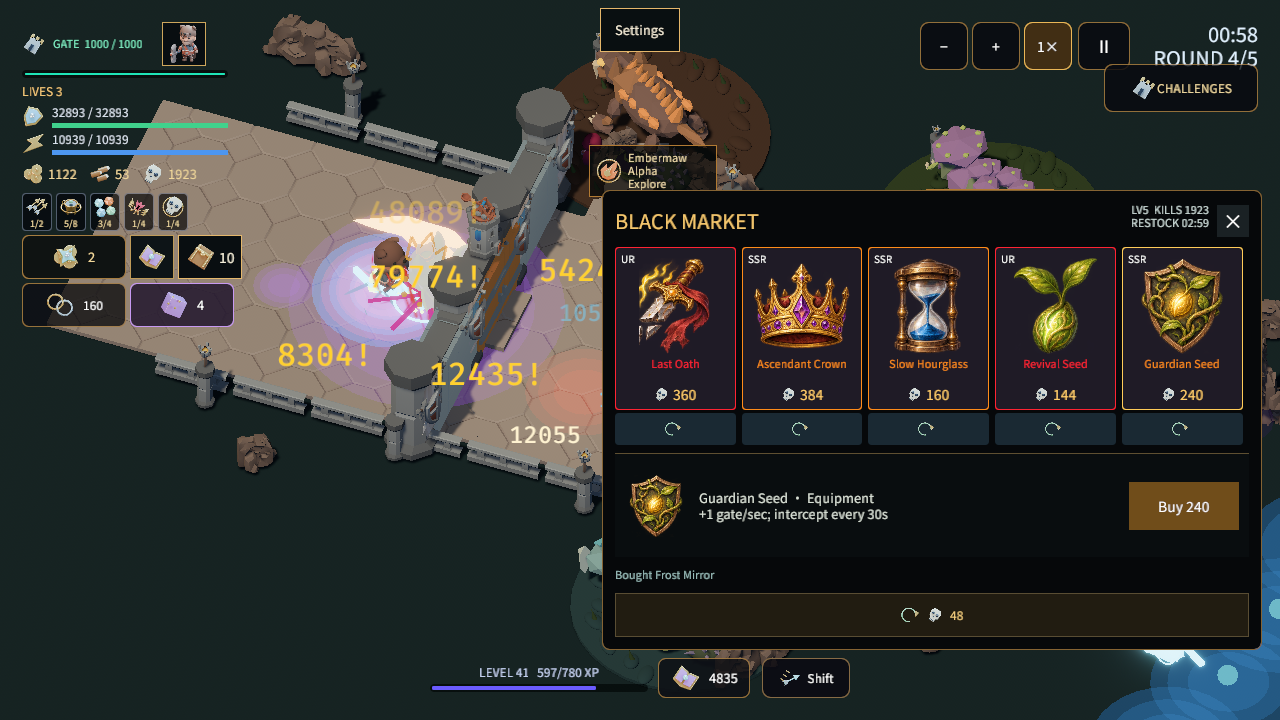 GATE 1000 / 1000
LIVES 3
32893 / 32893
10939 / 10939
1122
53
1923
1/2
5/8
3/4
1/4
1/4
2
10
160
4
Settings
−
+
1×
00:58
ROUND 4/5
CHALLENGES
48089!
79774!
5424
105
8304!
12435!
12055
Embermaw
Alpha
Explore
BLACK MARKET
LV5 KILLS 1923
RESTOCK 02:59
UR
Last Oath
360
SSR
Ascendant Crown
384
SSR
Slow Hourglass
160
UR
Revival Seed
144
SSR
Guardian Seed
240
Guardian Seed • Equipment
+1 gate/sec; intercept every 30s
Buy 240
Bought Frost Mirror
48
LEVEL 41 597/780 XP
4835
Shift